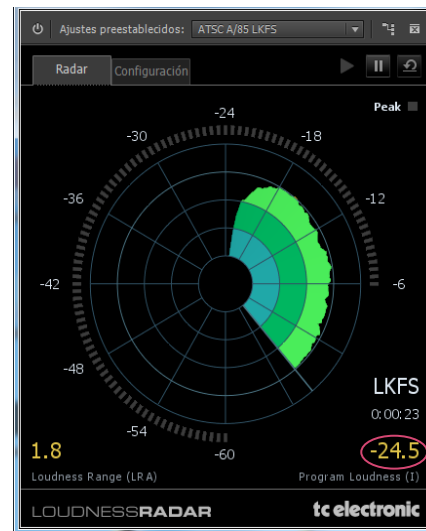 Ajustes preestablecidos: ATSC A/85 LKFS
Radar Configuración
Peak
-24
-30 -18
-36 -12
-42 -6
-48
LKFS
0:00:23
-54
1.8 -60 -24.5
Loudness Range (LRA) Program Loudness (I)
LOUDNESSRADAR tc electronic